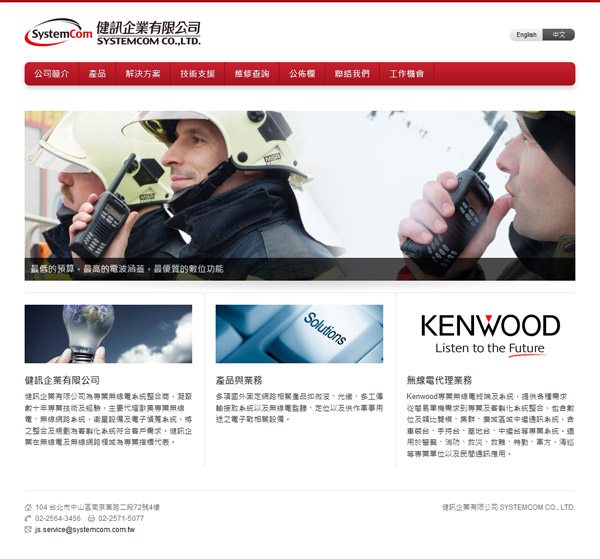 SystemCom 健訊企業有限公司
SYSTEMCOM CO.,LTD.
English 中文
公司簡介 產品 解決方案 技術支援 維修查詢 公佈欄 聯絡我們 工作機會
最低的預算，最高的電波涵蓋，最優質的數位功能
Solutions
KENWOOD
Listen to the Future
健訊企業有限公司
健訊企業有限公司為專業無線電系統整合商，凝聚
數十年專業技術及經驗，主要代理歐美專業無線
電、無線網路系統，衛星設備及電子偵蒐系統，將
之整合及規劃為客製化系統符合客戶需求。健訊企
業在無線電及無線網路領域為專業指標代表。
產品與業務
多項國外固定網路相關產品如微波、光纖、多工傳
輸接取系統以及無線電監聽、定位以及供作軍事用
途之電子戰相關設備。
無線電代理業務
Kenwood專業無線電終端及系統，提供各種需求
從簡易單機需求到專業及客製化系統整合，包含數
位及類比雙模、集群、廣域區域中繼通訊系統，含
車裝台、手持台、基地台、中繼台等專業系統。適
用於警察、消防、救災、救難、特勤、軍方、海巡
等專業單位以及民間通訊應用。
104 台北市中山區南京東路二段72號4樓
02-2564-3456 02-2571-5077
js.service@systemcom.com.tw
健訊企業有限公司 SYSTEMCOM CO., LTD.